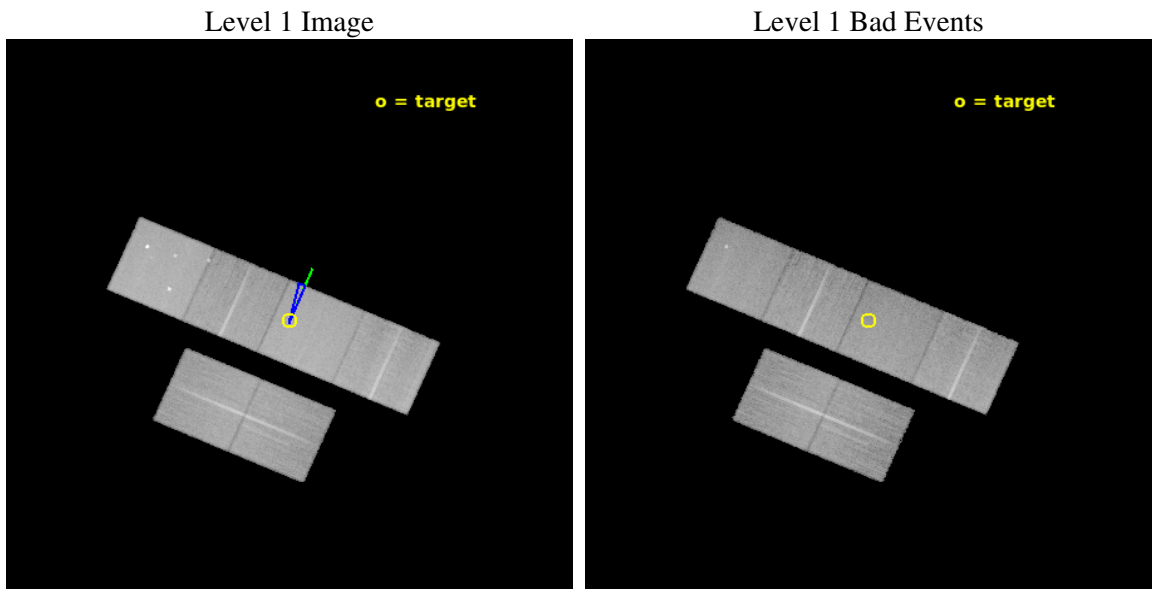 Level 1 Image
Level 1 Bad Events
o = target
o = target